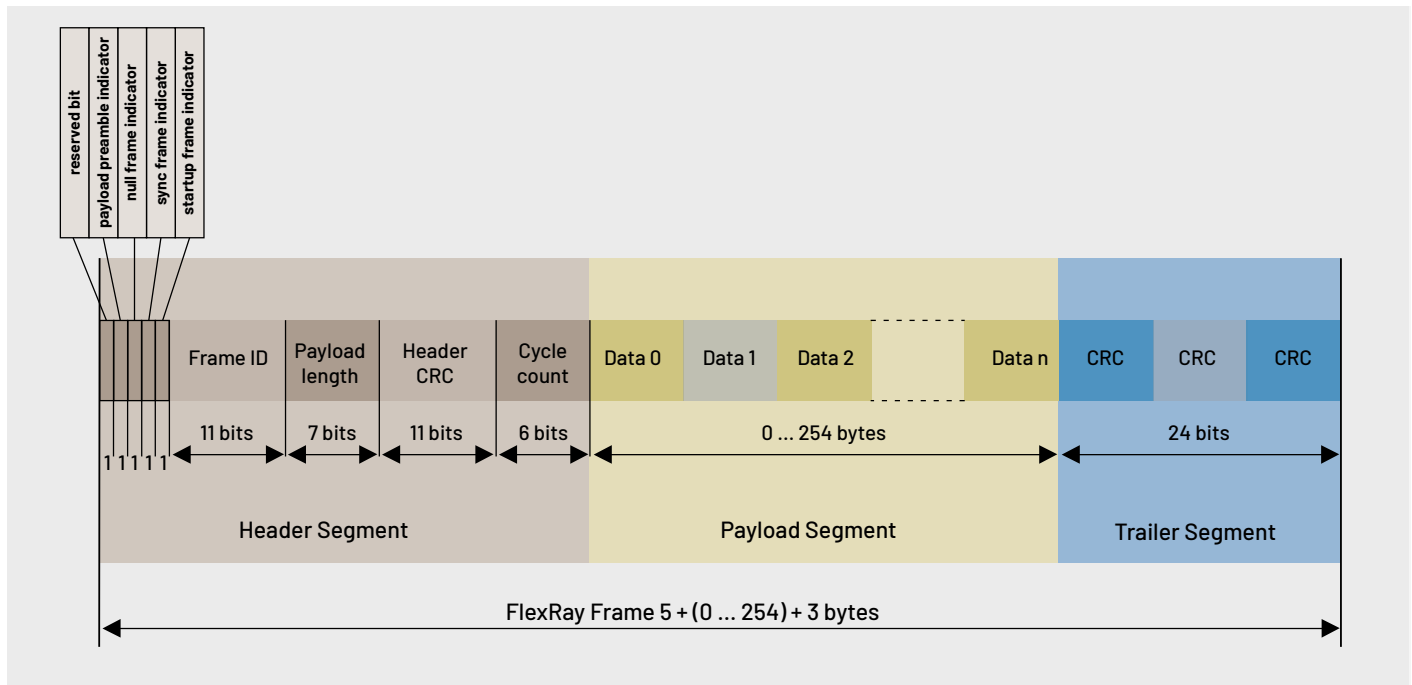 reserved bit
payload preamble indicator
null frame indicator
sync frame indicator
startup frame indicator
Frame ID
Payload
length
Header
CRC
Cycle
count
Data 0
Data 1
Data 2
Data n
CRC
CRC
CRC
1 1 1 1 1
11 bits
7 bits
11 bits
6 bits
0 ... 254 bytes
24 bits
Header Segment
Payload Segment
Trailer Segment
FlexRay Frame 5 + (0 ... 254) + 3 bytes